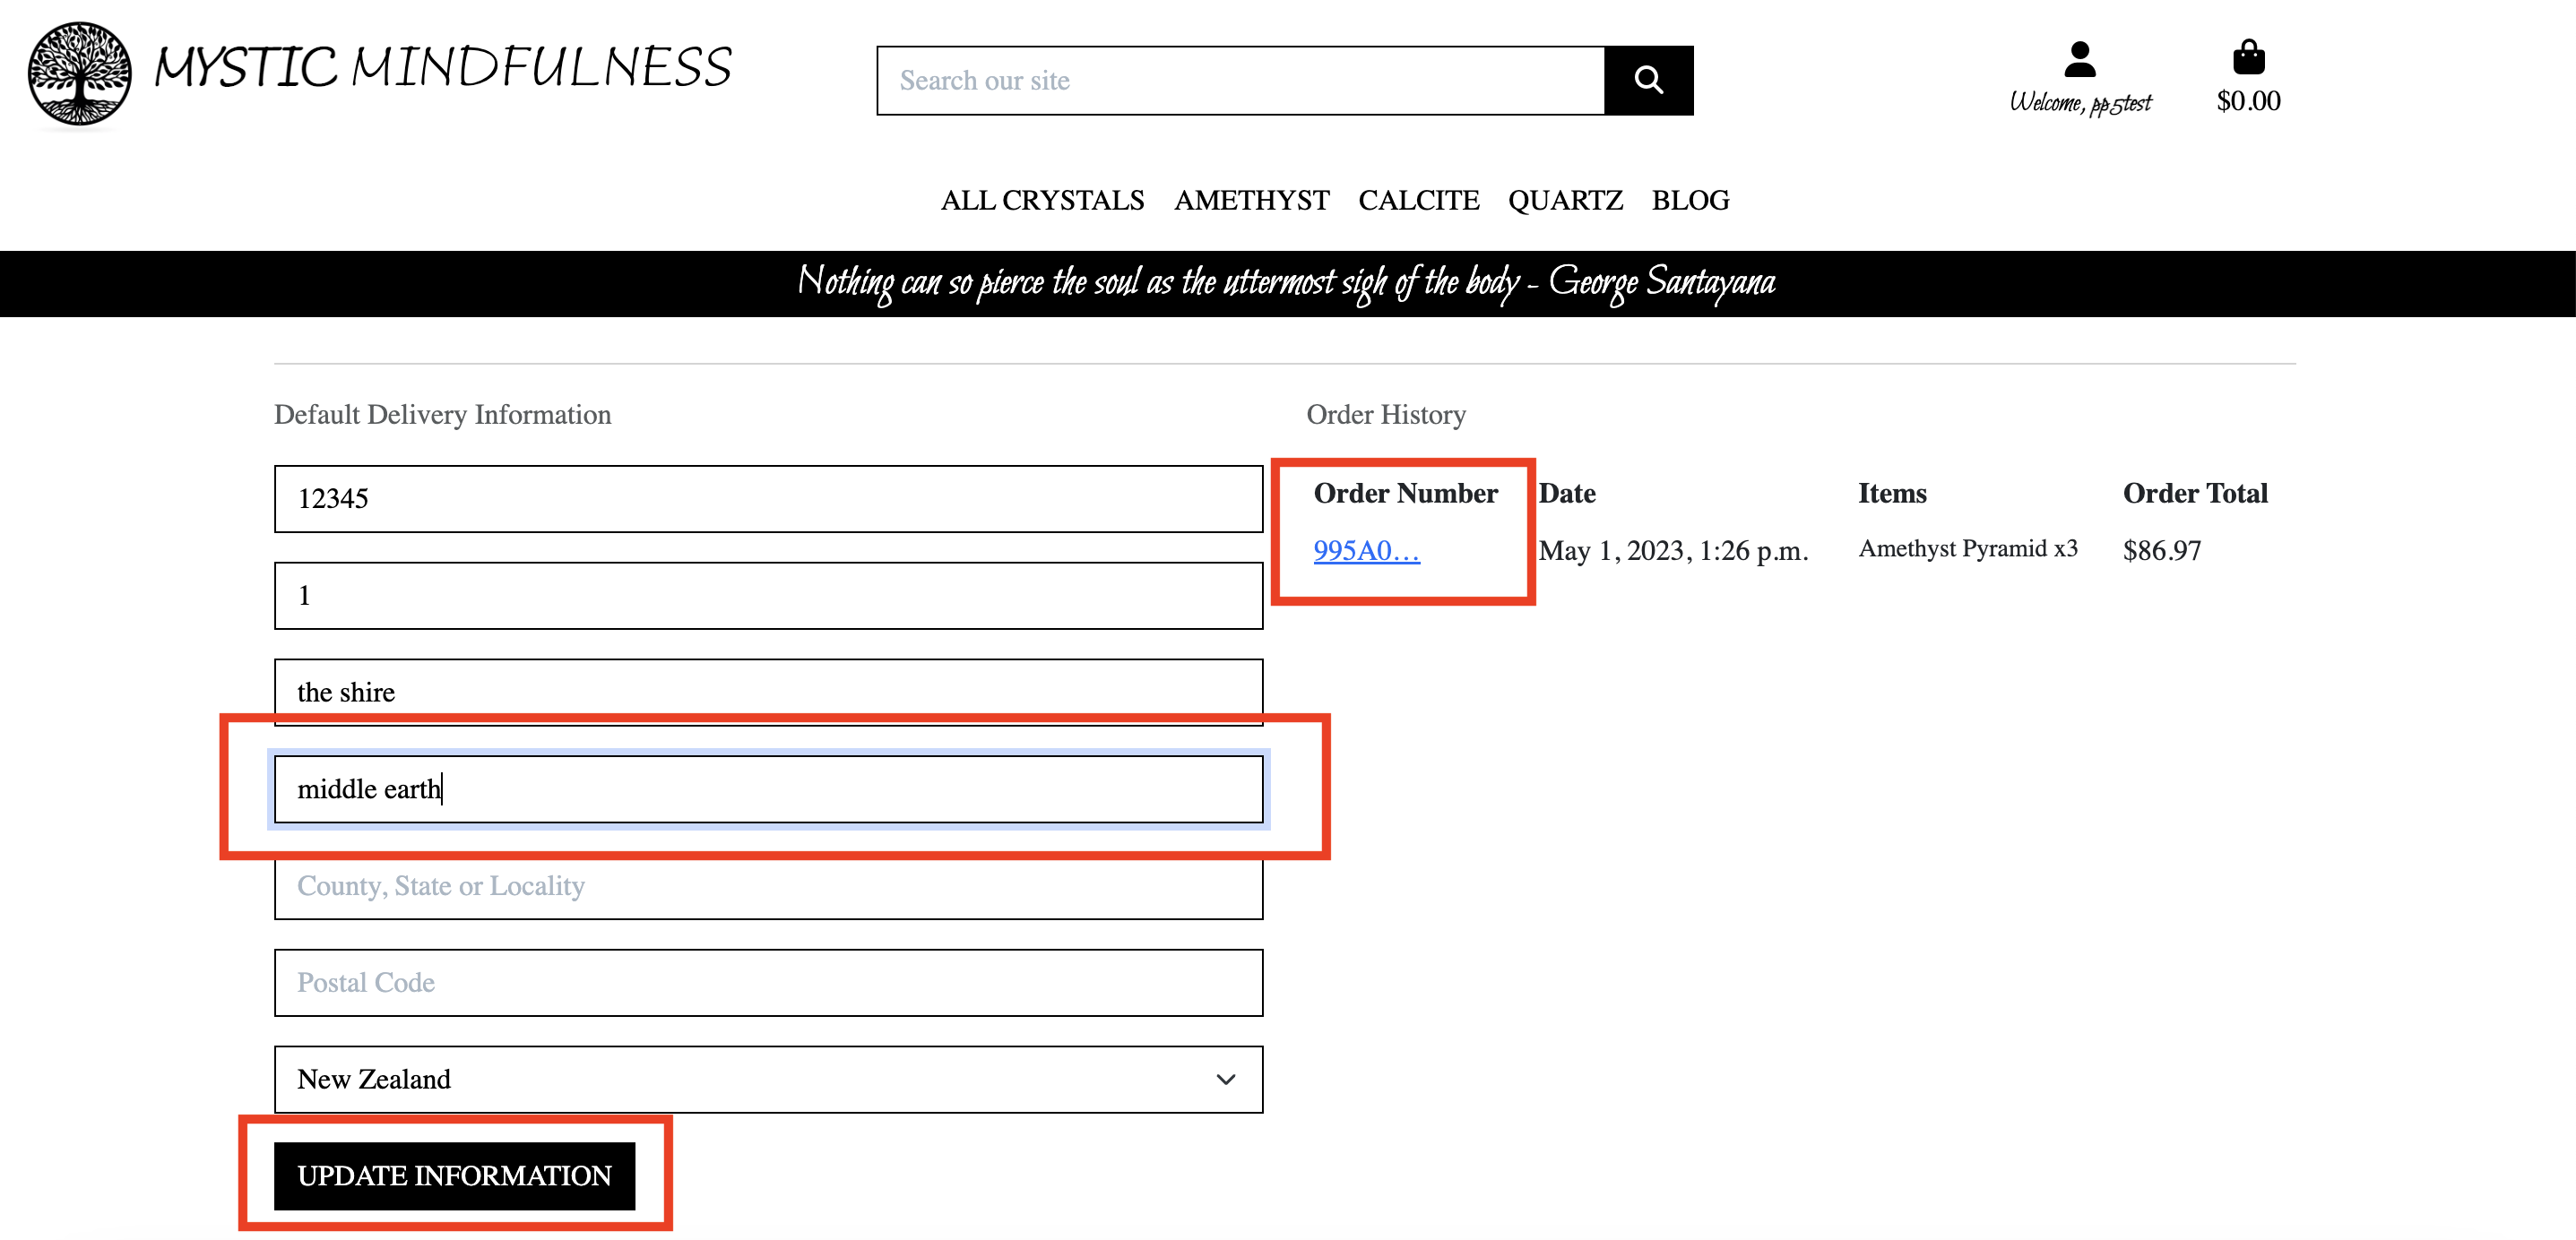 MYSTIC MINDFULNESS
Search our site
Welcome, pp5test
$0.00
ALL CRYSTALS AMETHYST CALCITE QUARTZ BLOG
Nothing can so pierce the soul as the uttermost sigh of the body - George Santayana
Default Delivery Information
12345
1
the shire
middle earth
County, State or Locality
Postal Code
New Zealand
UPDATE INFORMATION
Order History
Order Number Date Items Order Total
995A0... May 1, 2023, 1:26 p.m. Amethyst Pyramid x3 $86.97